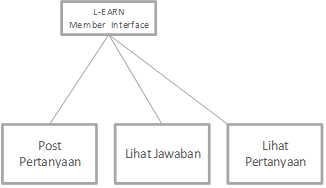 L-EARN
Member Interface
Post
Pertanyaan
Lihat Jawaban
Lihat
Pertanyaan